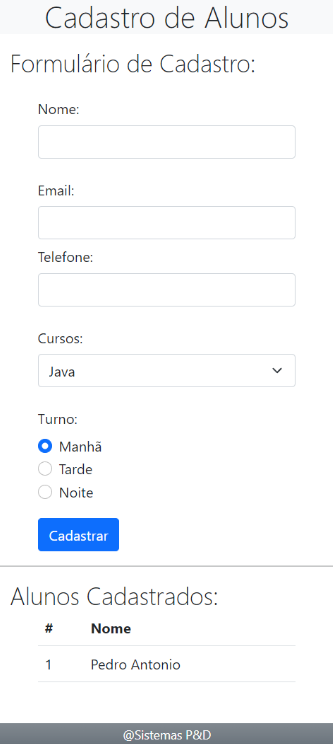 Cadastro de Alunos
Formulário de Cadastro:
Nome:
Email:
Telefone:
Cursos:
Java
Turno:
Manhã
Tarde
Noite
Cadastrar
Alunos Cadastrados:
# Nome
1 Pedro Antonio
@Sistemas P&D